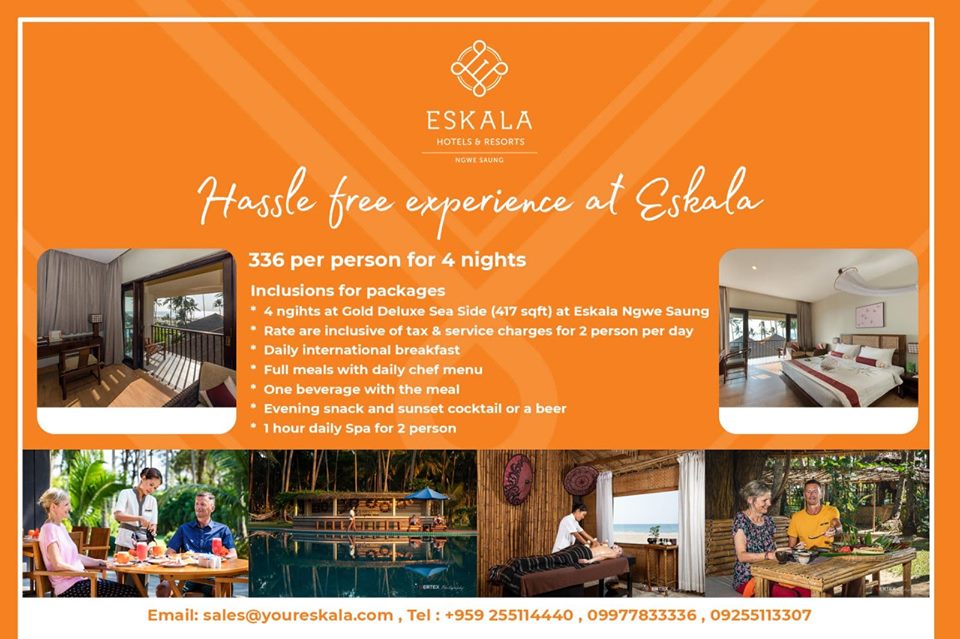 ESKALA
HOTELS & RESORTS
NGWE SAUNG
Hassle free experience at Eskala
336 per person for 4 nights
Inclusions for packages
* 4 ngihts at Gold Deluxe Sea Side (417 sqft) at Eskala Ngwe Saung
* Rate are inclusive of tax & service charges for 2 person per day
* Daily international breakfast
* Full meals with daily chef menu
* One beverage with the meal
* Evening snack and sunset cocktail or a beer
* 1 hour daily Spa for 2 person
Email: sales@youreskala.com , Tel : +959 255114440 , 09977833336 , 09255113307